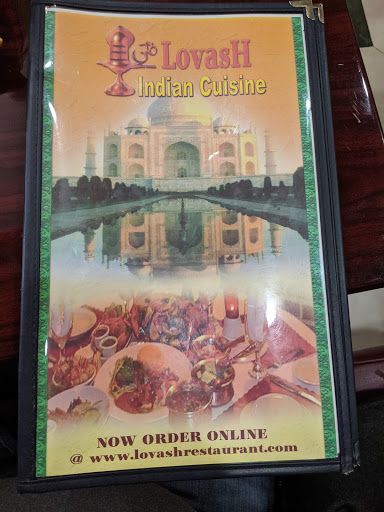 ॐ LovasH
Indian Cuisine
NOW ORDER ONLINE
@ www.lovashrestaurant.com